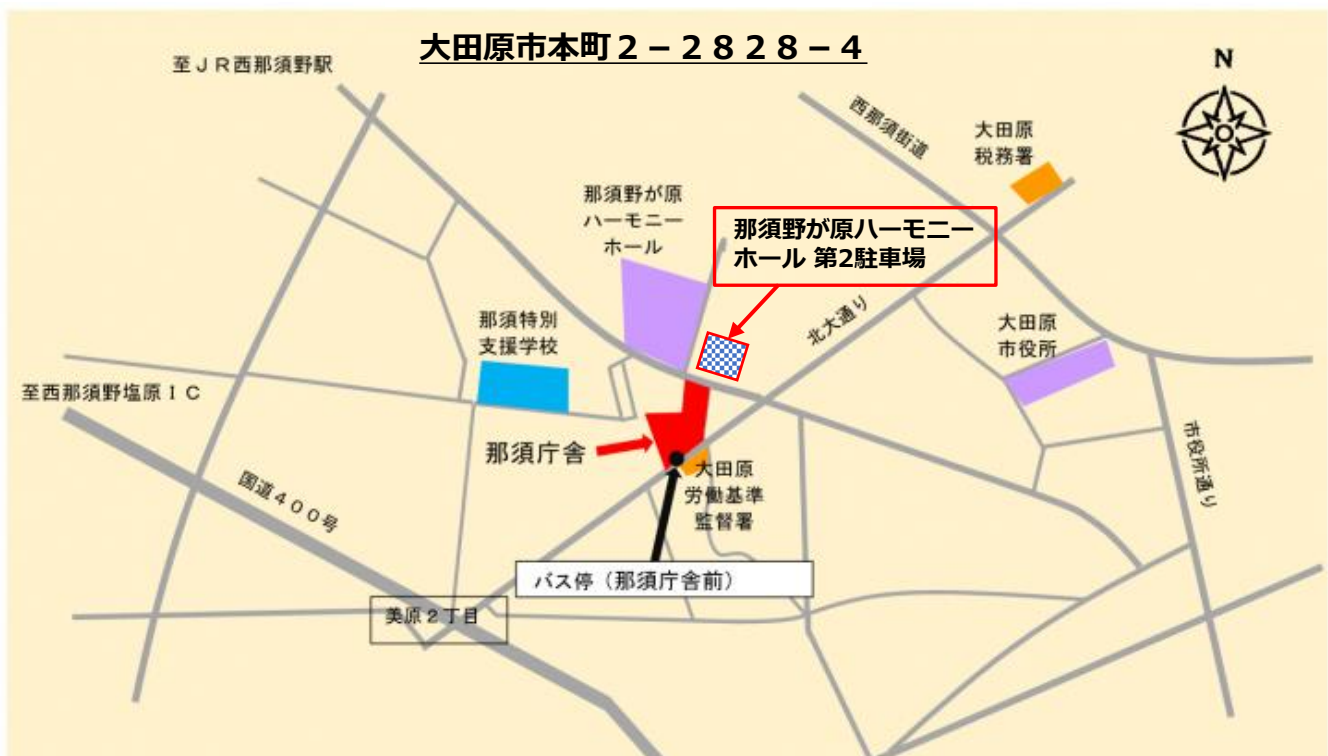 大田原市本町２－２８２８－４
至ＪＲ西那須野駅
N
西那須街道
大田原
税務署
那須野が原
ハーモニー
ホール
那須野が原ハーモニー
ホール 第2駐車場
北大通り
那須特別
支援学校
大田原
市役所
至西那須野塩原ＩＣ
那須庁舎
大田原
労働基準
監督署
市役所通り
国道４００号
バス停（那須庁舎前）
美原２丁目